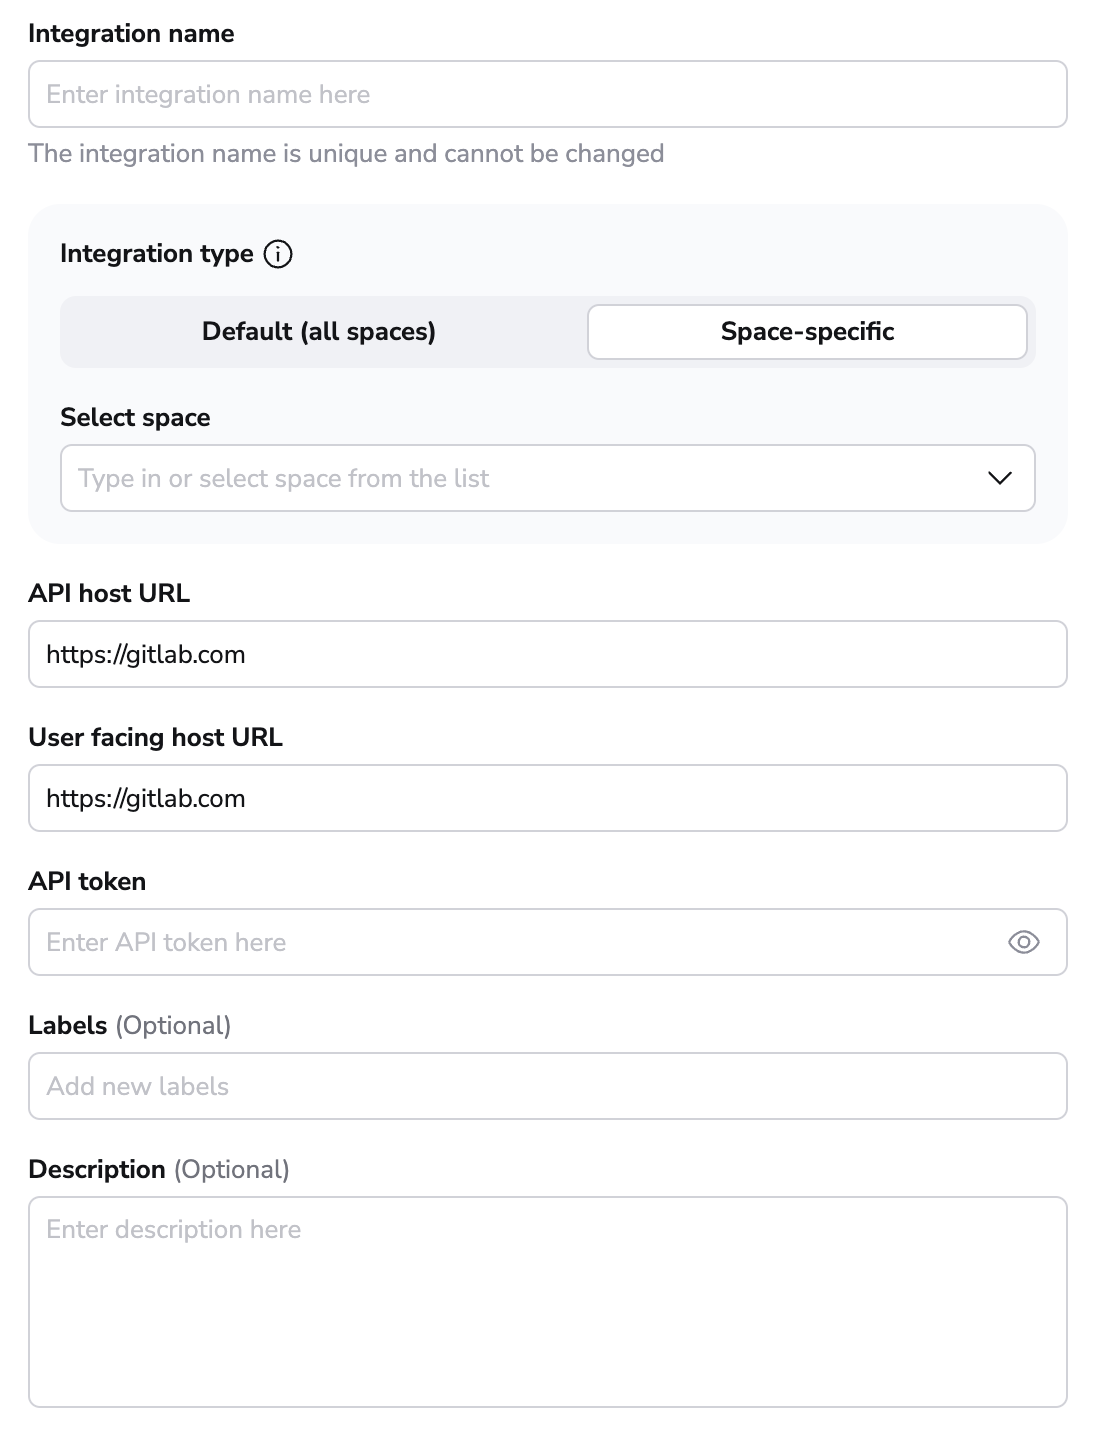 Integration name
Enter integration name here
The integration name is unique and cannot be changed
Integration type
Default (all spaces)
Space-specific
Select space
Type in or select space from the list
API host URL
https://gitlab.com
User facing host URL
https://gitlab.com
API token
Enter API token here
Labels (Optional)
Add new labels
Description (Optional)
Enter description here